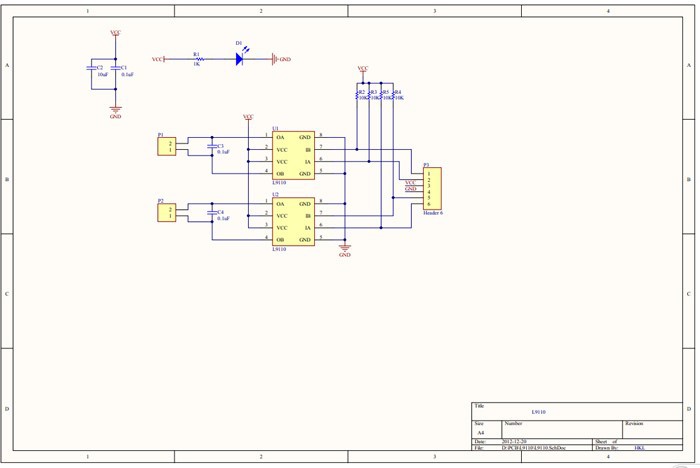 1 2 3 4
A A
VCC
D1
R1
VCC GND
1K
C2 C1
10uF 0.1uF
VCC
R2 R3 R5 R4
10K 10K 10K 10K
GND
VCC
B B
P1 U1
2
1
C3
0.1uF
1 OA GND 8
2 VCC IB 7
3 VCC IA 6
4 OB GND 5
L9110
P3
1
2
VCC 3
GND 4
5
6
Header 6
P2 U2
2
1
C4
0.1uF
1 OA GND 8
2 VCC IB 7
3 VCC IA 6
4 OB GND 5
L9110
GND
C C
D D
Title
L9110
Size Number Revision
A4
Date: 2012-12-20 Sheet of
File: D:\PCB\L9110\L9110.SchDoc Drawn By: HKL
1 2 3 4